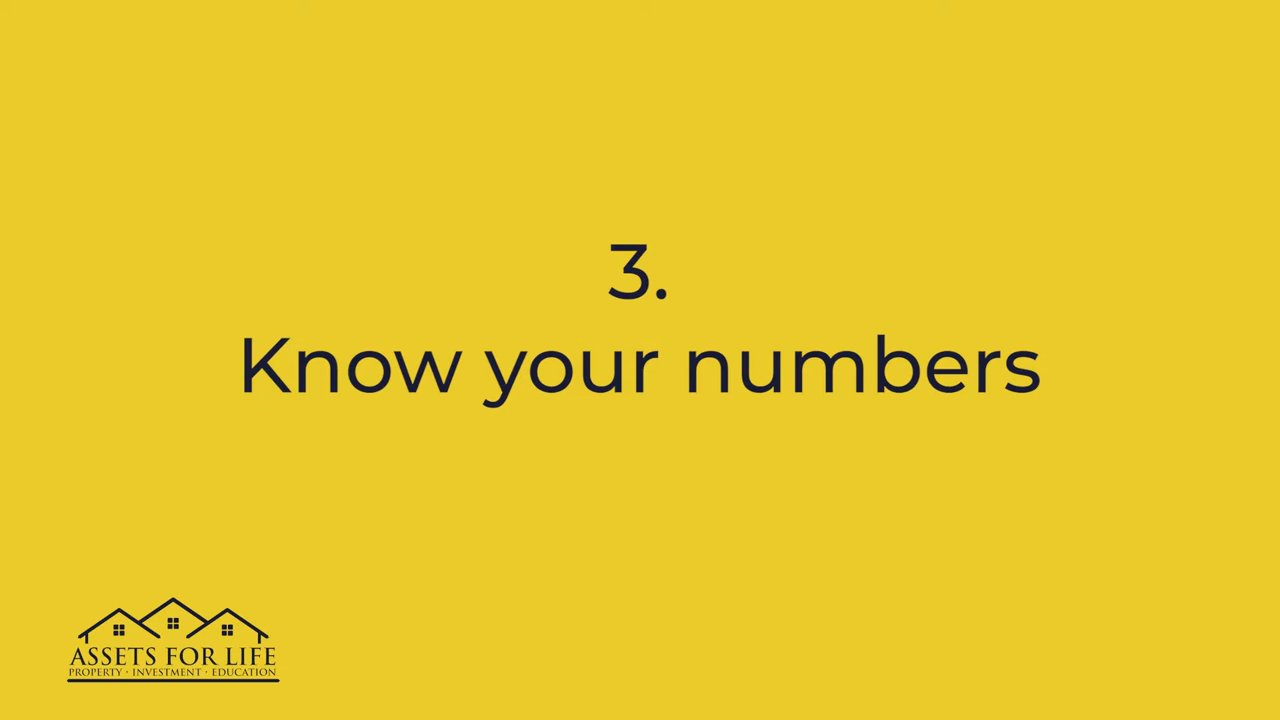 3.
Know your numbers
ASSETS FOR LIFE
PROPERTY · INVESTMENT · EDUCATION